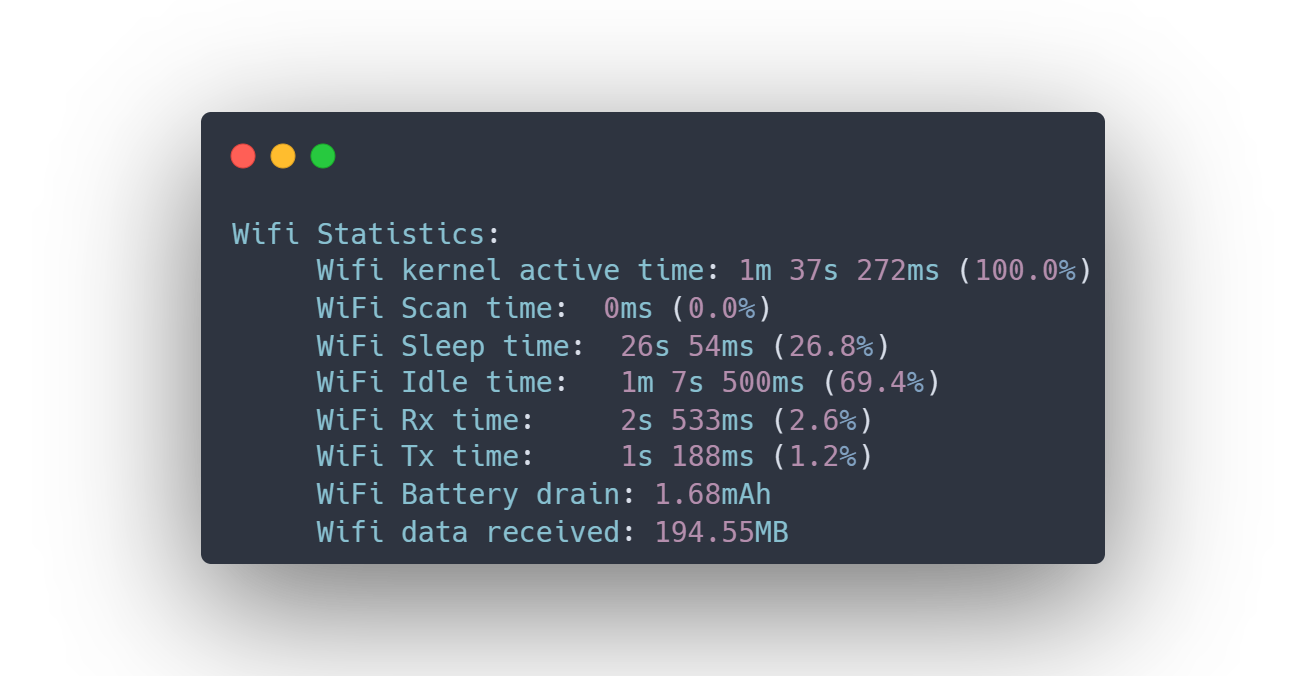 Wifi Statistics:
     Wifi kernel active time: 1m 37s 272ms (100.0%)
     WiFi Scan time:  0ms (0.0%)
     WiFi Sleep time:  26s 54ms (26.8%)
     WiFi Idle time:   1m 7s 500ms (69.4%)
     WiFi Rx time:     2s 533ms (2.6%)
     WiFi Tx time:     1s 188ms (1.2%)
     WiFi Battery drain: 1.68mAh
     Wifi data received: 194.55MB